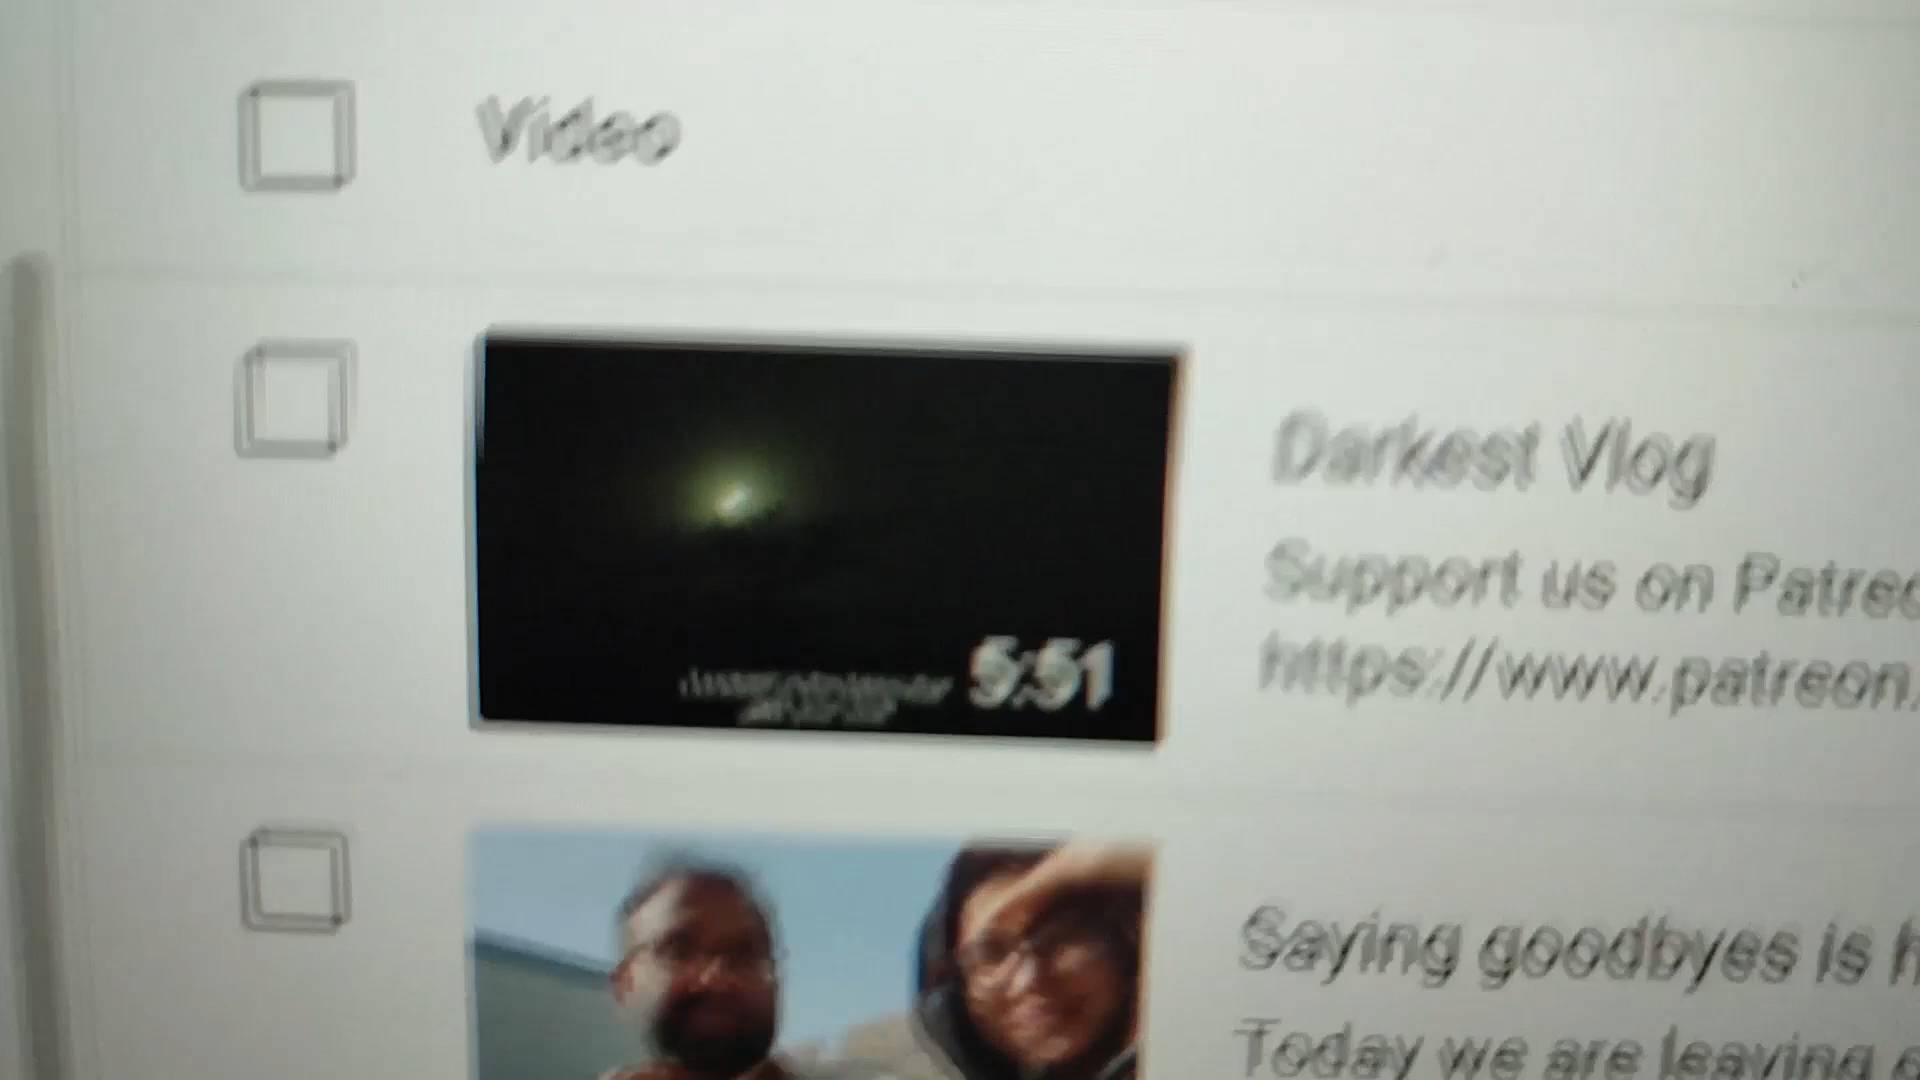 Video
5:51
Darkest Vlog
Support us on
https://www.patreon.
Saying goodbyes is
Today we are leaving